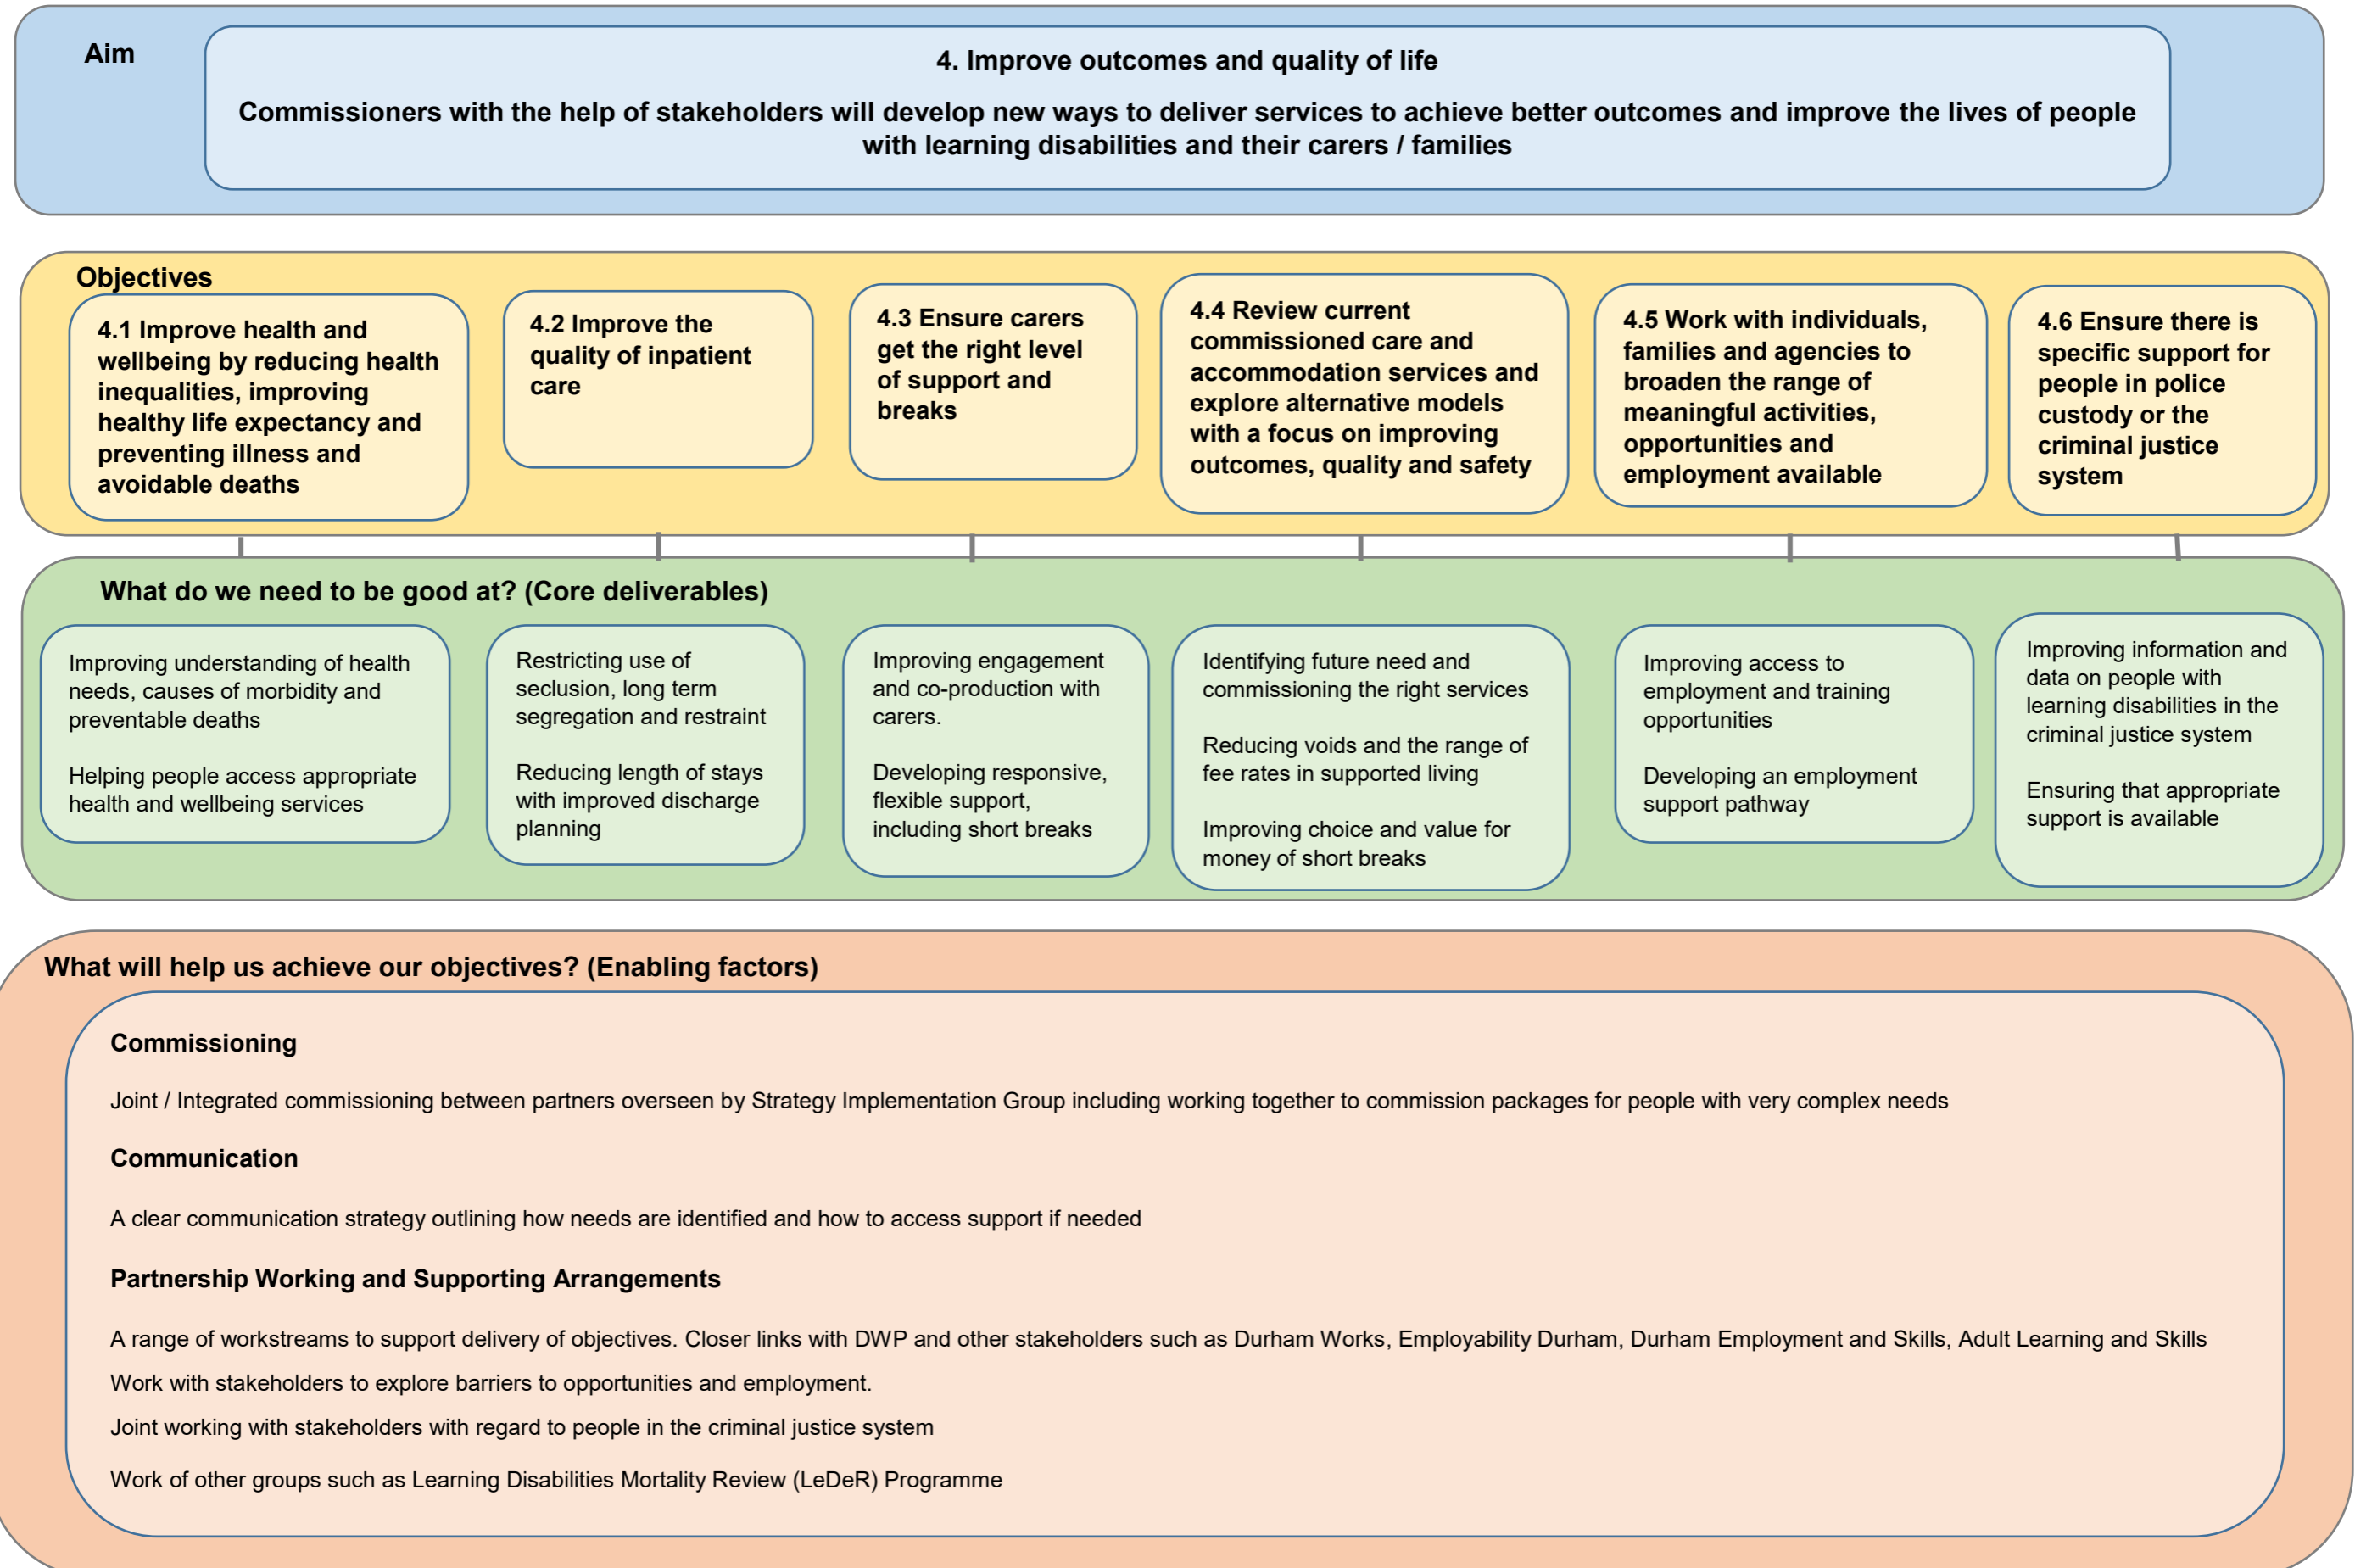 Aim
4. Improve outcomes and quality of life
Commissioners with the help of stakeholders will develop new ways to deliver services to achieve better outcomes and improve the lives of people
with learning disabilities and their carers / families
Objectives
4.1 Improve health and
wellbeing by reducing health
inequalities, improving
healthy life expectancy and
preventing illness and
avoidable deaths
4.2 Improve the
quality of inpatient
care
4.3 Ensure carers
get the right level
of support and
breaks
4.4 Review current
commissioned care and
accommodation services and
explore alternative models
with a focus on improving
outcomes, quality and safety
4.5 Work with individuals,
families and agencies to
broaden the range of
meaningful activities,
opportunities and
employment available
4.6 Ensure there is
specific support for
people in police
custody or the
criminal justice
system
What do we need to be good at? (Core deliverables)
Improving understanding of health
needs, causes of morbidity and
preventable deaths
Helping people access appropriate
health and wellbeing services
Restricting use of
seclusion, long term
segregation and restraint
Reducing length of stays
with improved discharge
planning
Improving engagement
and co-production with
carers.
Developing responsive,
flexible support,
including short breaks
Identifying future need and
commissioning the right services
Reducing voids and the range of
fee rates in supported living
Improving choice and value for
money of short breaks
Improving access to
employment and training
opportunities
Developing an employment
support pathway
Improving information and
data on people with
learning disabilities in the
criminal justice system
Ensuring that appropriate
support is available
What will help us achieve our objectives? (Enabling factors)
Commissioning
Joint / Integrated commissioning between partners overseen by Strategy Implementation Group including working together to commission packages for people with very complex needs
Communication
A clear communication strategy outlining how needs are identified and how to access support if needed
Partnership Working and Supporting Arrangements
A range of workstreams to support delivery of objectives. Closer links with DWP and other stakeholders such as Durham Works, Employability Durham, Durham Employment and Skills, Adult Learning and Skills
Work with stakeholders to explore barriers to opportunities and employment.
Joint working with stakeholders with regard to people in the criminal justice system
Work of other groups such as Learning Disabilities Mortality Review (LeDeR) Programme